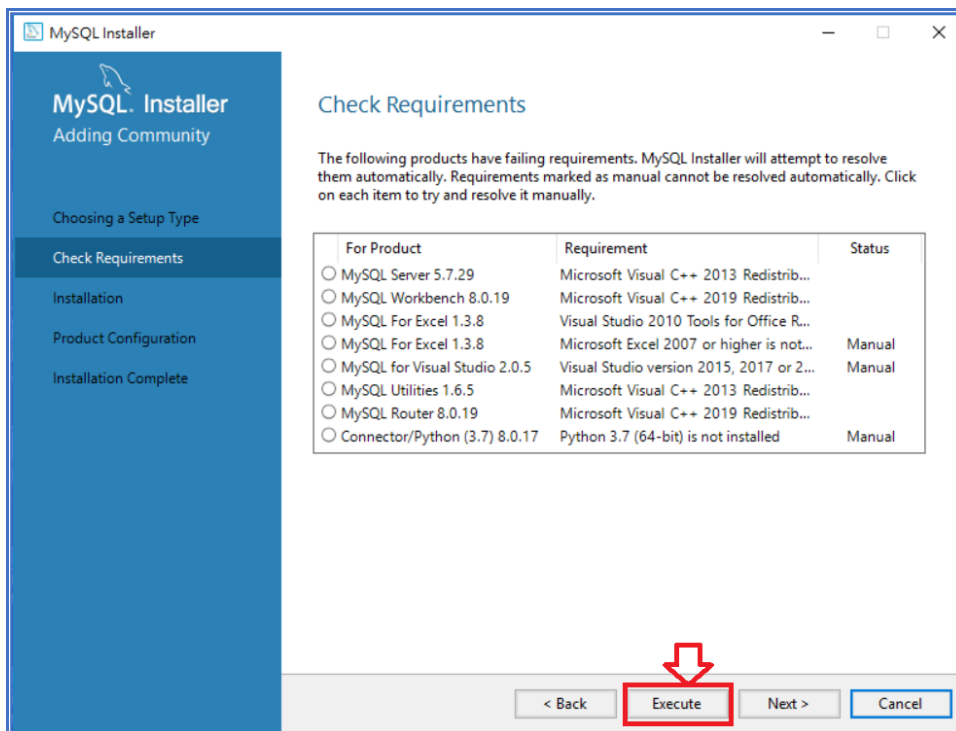 MySQL Installer
MySQL. Installer
Adding Community
Choosing a Setup Type
Check Requirements
Installation
Product Configuration
Installation Complete
Check Requirements
The following products have failing requirements. MySQL Installer will attempt to resolve
them automatically. Requirements marked as manual cannot be resolved automatically. Click
on each item to try and resolve it manually.
For Product Requirement Status
MySQL Server 5.7.29 Microsoft Visual C++ 2013 Redistrib...
MySQL Workbench 8.0.19 Microsoft Visual C++ 2019 Redistrib...
MySQL For Excel 1.3.8 Visual Studio 2010 Tools for Office R...
MySQL For Excel 1.3.8 Microsoft Excel 2007 or higher is not... Manual
MySQL for Visual Studio 2.0.5 Visual Studio version 2015, 2017 or 2... Manual
MySQL Utilities 1.6.5 Microsoft Visual C++ 2013 Redistrib...
MySQL Router 8.0.19 Microsoft Visual C++ 2019 Redistrib...
Connector/Python (3.7) 8.0.17 Python 3.7 (64-bit) is not installed Manual
< Back Execute Next > Cancel